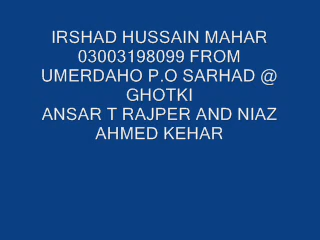 IRSHAD HUSSAIN MAHAR
03003198099 FROM
UMERDAHO P.O SARHAD @
GHOTKI
ANSAR T RAJPER AND NIAZ
AHMED KEHAR